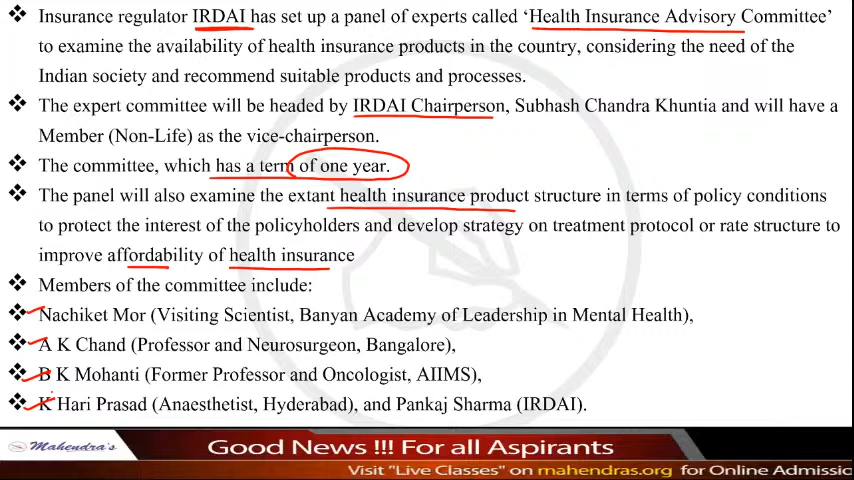 ❖ Insurance regulator IRDAI has set up a panel of experts called ‘Health Insurance Advisory Committee’
to examine the availability of health insurance products in the country, considering the need of the
Indian society and recommend suitable products and processes.
❖ The expert committee will be headed by IRDAI Chairperson, Subhash Chandra Khuntia and will have a
Member (Non-Life) as the vice-chairperson.
❖ The committee, which has a term of one year.
❖ The panel will also examine the extant health insurance product structure in terms of policy conditions
to protect the interest of the policyholders and develop strategy on treatment protocol or rate structure to
improve affordability of health insurance
❖ Members of the committee include:
❖ Nachiket Mor (Visiting Scientist, Banyan Academy of Leadership in Mental Health),
❖ A K Chand (Professor and Neurosurgeon, Bangalore),
❖ B K Mohanti (Former Professor and Oncologist, AIIMS),
❖ K Hari Prasad (Anaesthetist, Hyderabad), and Pankaj Sharma (IRDAI).
Mahendra's
Good News !!! For all Aspirants
Visit "Live Classes" on mahendras.org for Online Admissic